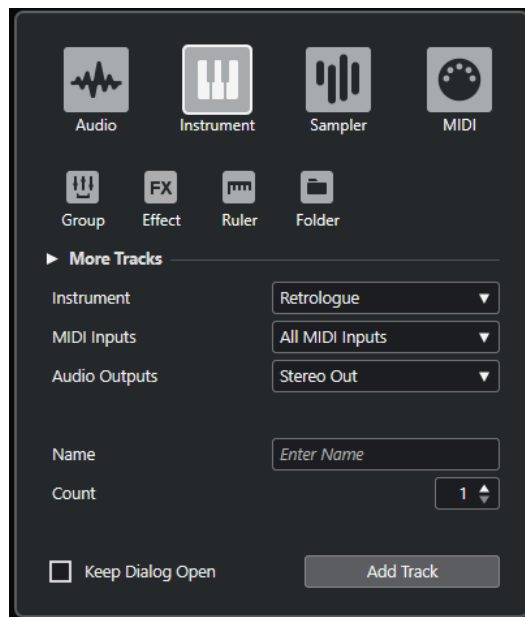 Audio Instrument Sampler MIDI
FX
Group Effect Ruler Folder
More Tracks
Instrument Retrologue
MIDI Inputs All MIDI Inputs
Audio Outputs Stereo Out
Name Enter Name
Count 1
Keep Dialog Open Add Track